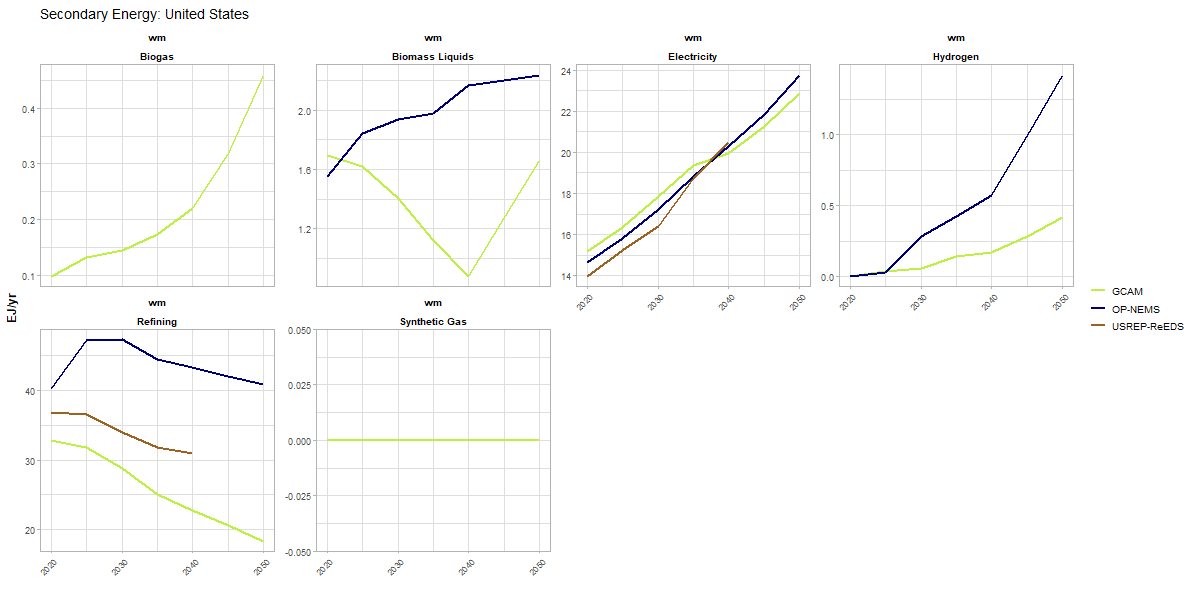 Secondary Energy: United States
wm
wm
wm
wm
Biogas
Biomass Liquids
Electricity
Hydrogen
0.4
0.3
0.2
0.1
2.0
1.6
1.2
24
22
20
18
16
14
1.0
0.5
0.0
2020
2030
2040
2050
2020
2030
2040
2050
EJ/yr
wm
wm
Refining
Synthetic Gas
40
30
20
0.050
0.025
0.000
-0.025
-0.050
2020
2030
2040
2050
2020
2030
2040
2050
GCAM
OP-NEMS
USREP-ReEDS